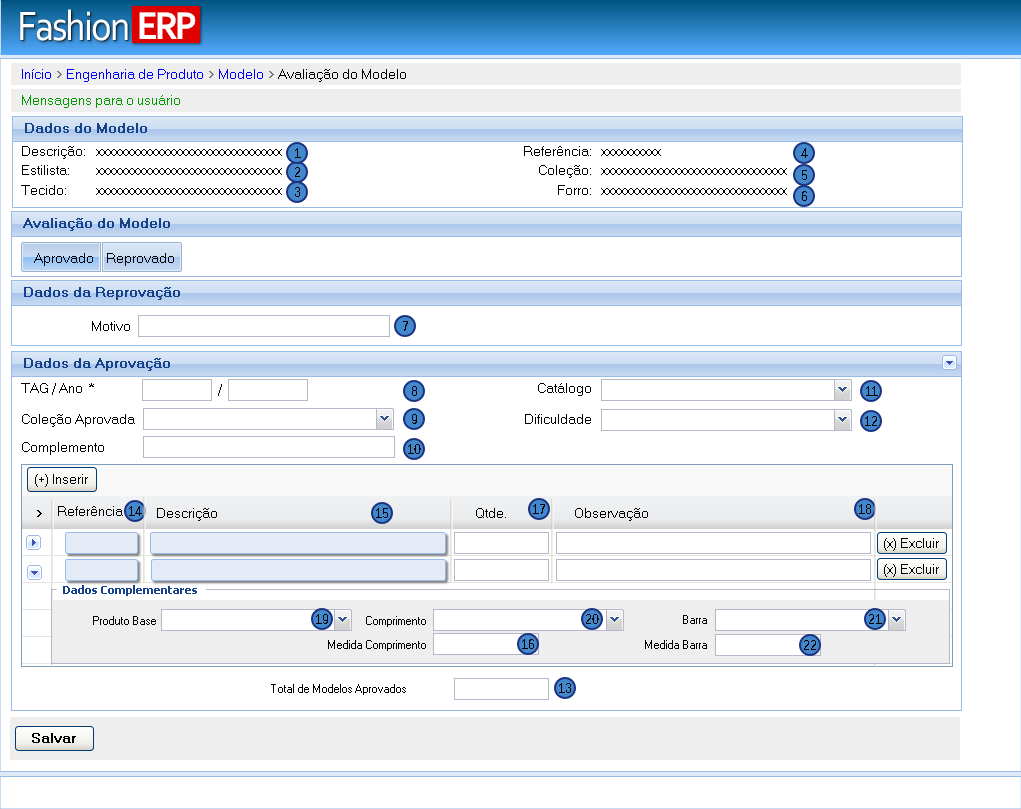 Fashion ERP
Início > Engenharia de Produto > Modelo > Avaliação do Modelo
Mensagens para o usuário
Dados do Modelo
Descrição: xxxxxxxxxxxxxxxxxxxxxxxxxxxxxx 1 Referência: xxxxxxxxxx 4
Estilista: xxxxxxxxxxxxxxxxxxxxxxxxxxxxxx 2 Coleção: xxxxxxxxxxxxxxxxxxxxxxxxxxxxxx 5
Tecido: xxxxxxxxxxxxxxxxxxxxxxxxxxxxxx 3 Forro: xxxxxxxxxxxxxxxxxxxxxxxxxxxxxx 6
Avaliação do Modelo
Aprovado Reprovado
Dados da Reprovação
Motivo 7
Dados da Aprovação
TAG / Ano * / 8 Catálogo 11
Coleção Aprovada 9 Dificuldade 12
Complemento 10
(+) Inserir
> Referência 14 Descrição 15 Qtde. 17 Observação 18
(x) Excluir
(x) Excluir
Dados Complementares
Produto Base 19 Comprimento 20 Barra 21
Medida Comprimento 16 Medida Barra 22
Total de Modelos Aprovados 13
Salvar